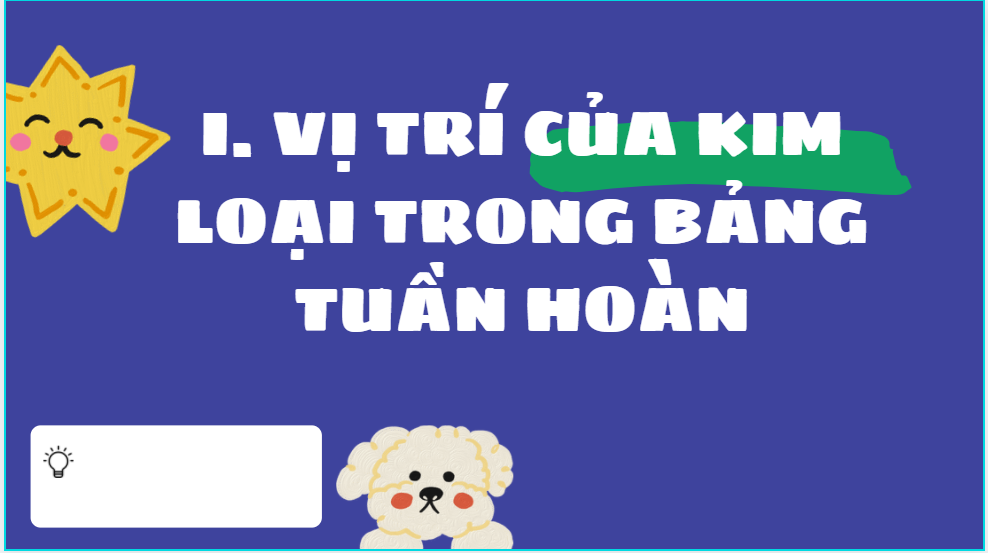 I. VỊ TRÍ CỦA KIM
LOẠI TRONG BẢNG
TUẦN HOÀN